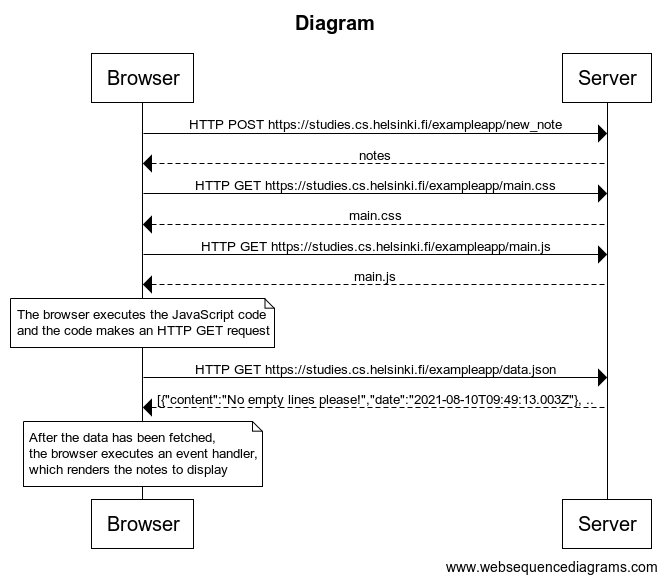 Diagram
Browser
Server
HTTP POST https://studies.cs.helsinki.fi/exampleapp/new_note
notes
HTTP GET https://studies.cs.helsinki.fi/exampleapp/main.css
main.css
HTTP GET https://studies.cs.helsinki.fi/exampleapp/main.js
main.js
The browser executes the JavaScript code
and the code makes an HTTP GET request
HTTP GET https://studies.cs.helsinki.fi/exampleapp/data.json
[{"content":"No empty lines please!","date":"2021-08-10T09:49:13.003Z"}, ..
After the data has been fetched,
the browser executes an event handler,
which renders the notes to display
Browser
Server
www.websequencediagrams.com